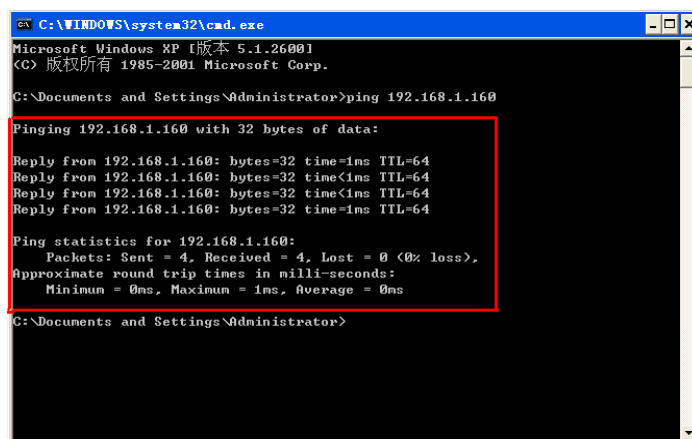 C:\WINDOWS\system32\cmd.exe
Microsoft Windows XP [版本 5.1.2600]
(C) 版权所有 1985-2001 Microsoft Corp.
C:\Documents and Settings\Administrator>ping 192.168.1.160
Pinging 192.168.1.160 with 32 bytes of data:
Reply from 192.168.1.160: bytes=32 time=1ms TTL=64
Reply from 192.168.1.160: bytes=32 time<1ms TTL=64
Reply from 192.168.1.160: bytes=32 time<1ms TTL=64
Reply from 192.168.1.160: bytes=32 time=1ms TTL=64
Ping statistics for 192.168.1.160:
Packets: Sent = 4, Received = 4, Lost = 0 (0% loss),
Approximate round trip times in milli-seconds:
Minimum = 0ms, Maximum = 1ms, Average = 0ms
C:\Documents and Settings\Administrator>